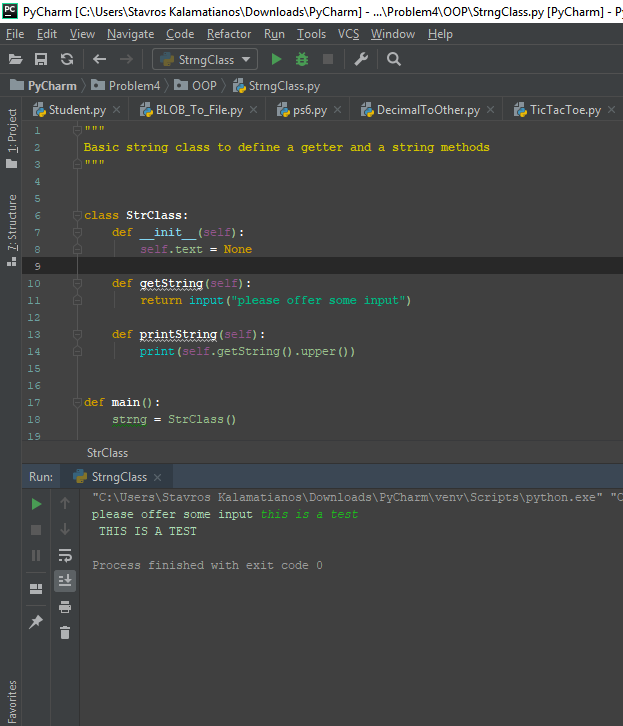 PC PyCharm [C:\Users\Stavros Kalamatianos\Downloads\PyCharm] - ...\Problem4\OOP\StrngClass.py [PyCharm] - Py
File Edit View Navigate Code Refactor Run Tools VCS Window Help
StrngClass
PyCharm Problem4 OOP StrngClass.py
Student.py BLOB_To_File.py ps6.py DecimalToOther.py TicTacToe.py
1: Project
7: Structure
Favorites
1 """
2 Basic string class to define a getter and a string methods
3 """
4
5
6 class StrClass:
7 def __init__(self):
8 self.text = None
9
10 def getString(self):
11 return input("please offer some input")
12
13 def printString(self):
14 print(self.getString().upper())
15
16
17 def main():
18 strng = StrClass()
19
StrClass
Run: StrngClass
"C:\Users\Stavros Kalamatianos\Downloads\PyCharm\venv\Scripts\python.exe" "C
please offer some input this is a test
THIS IS A TEST
Process finished with exit code 0